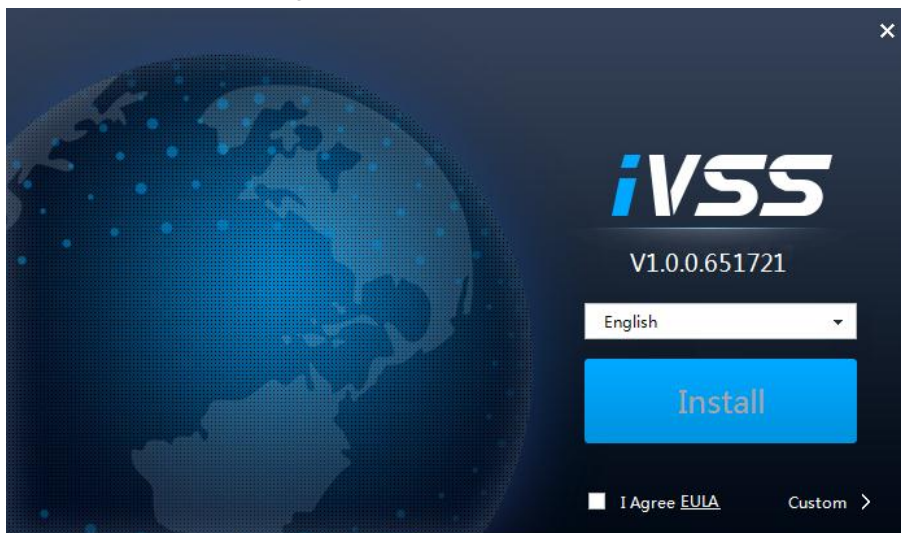 iVSS
V1.0.0.651721
English
Install
I Agree EULA
Custom